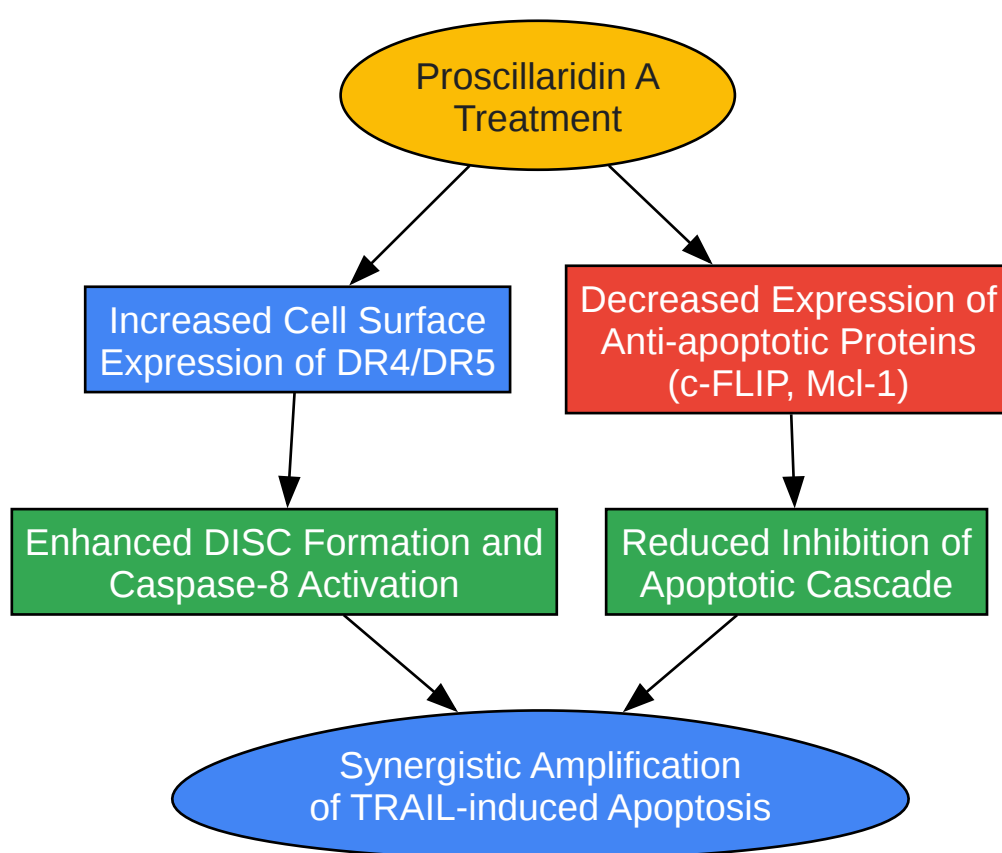 Proscillaridin A
Treatment
Increased Cell Surface
Expression of DR4/DR5
Decreased Expression of
Anti-apoptotic Proteins
(c-FLIP, Mcl-1)
Enhanced DISC Formation and
Caspase-8 Activation
Reduced Inhibition of
Apoptotic Cascade
Synergistic Amplification
of TRAIL-induced Apoptosis